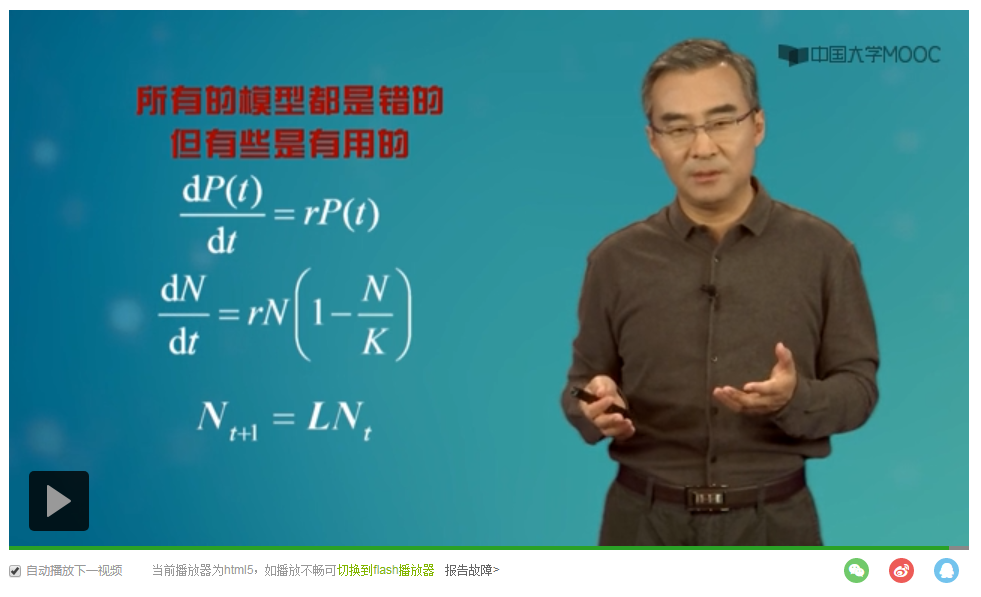 中国大学MOOC
所有的模型都是错的
但有些是有用的
dP(t)/dt = rP(t)
dN/dt = rN(1 − N/K)
N_{t+1} = LN_t
自动播放下一视频 当前播放器为html5，如播放不畅可切换到flash播放器 报告故障>